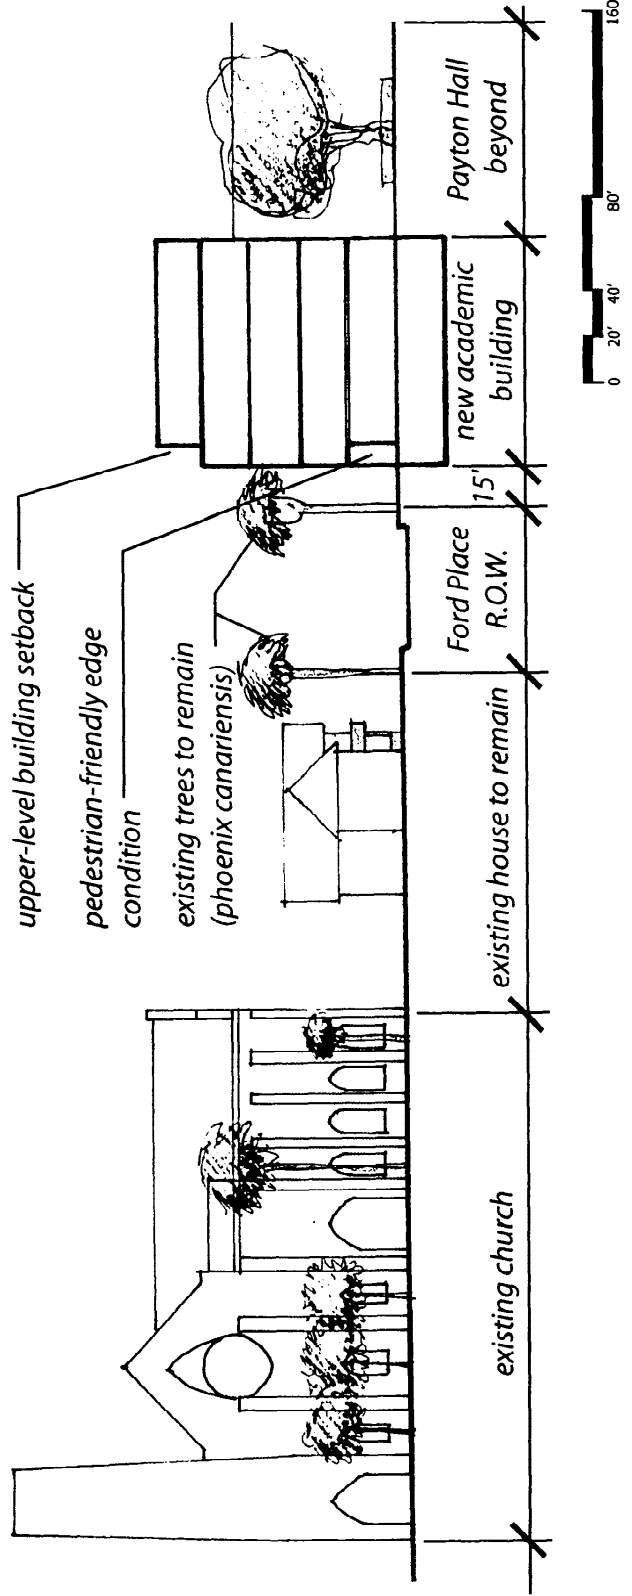 upper-level building setback
pedestrian-friendly edge
condition
existing trees to remain
(phoenix canariensis)
existing church
existing house to remain
Ford Place
R.O.W.
15'
new academic
building
Payton Hall
beyond
0 20' 40' 80' 160